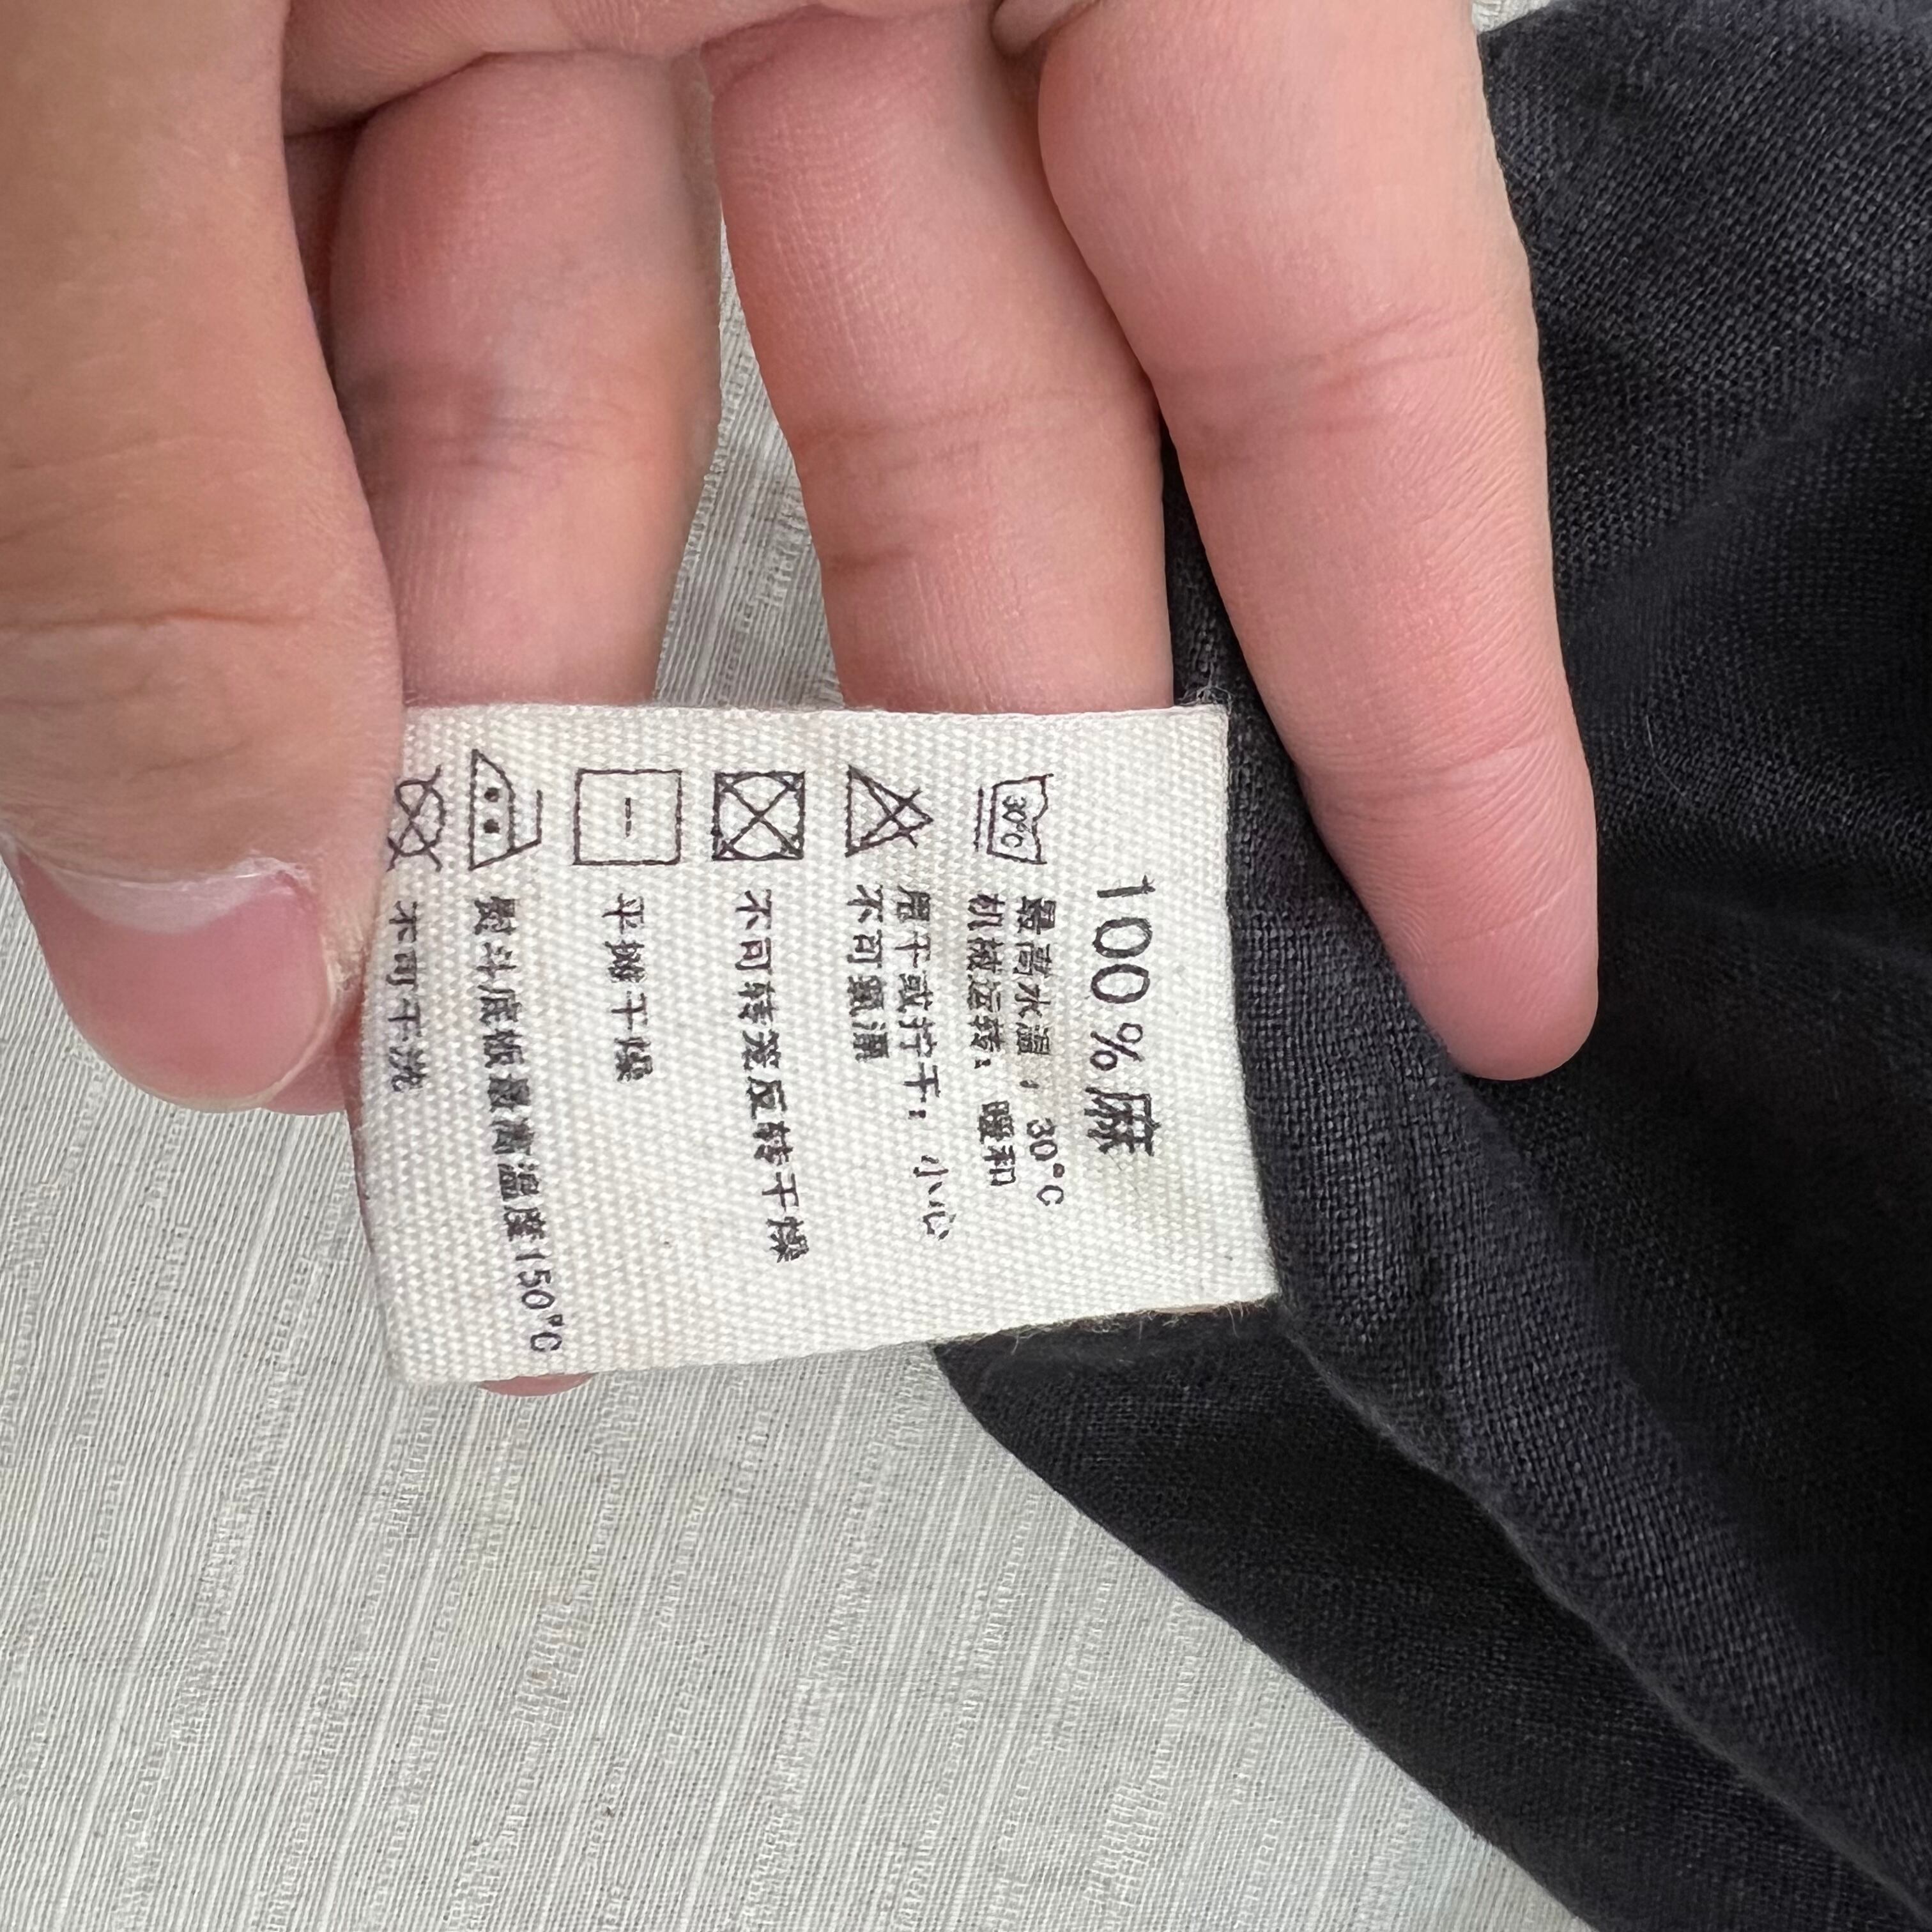 100%麻
30°C
最高水温：30°C
机械运转：缓和
甩干或拧干：小心
不可氯漂
不可转笼反转干燥
平摊干燥
熨斗底板最高温度150°C
不可干洗